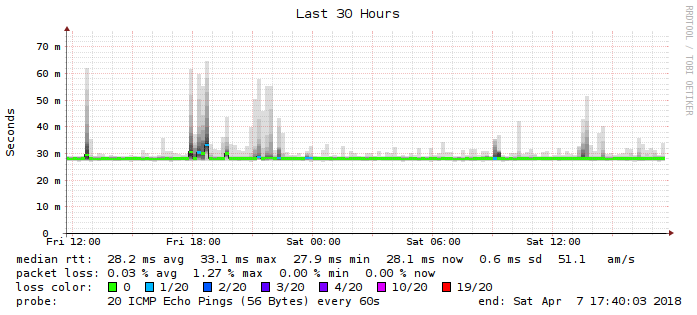 Last 30 Hours
RRDTOOL / TOBI OETIKER
Seconds
70 m
60 m
50 m
40 m
30 m
20 m
10 m
0
Fri 12:00 Fri 18:00 Sat 00:00 Sat 06:00 Sat 12:00
median rtt: 28.2 ms avg 33.1 ms max 27.9 ms min 28.1 ms now 0.6 ms sd 51.1 am/s
packet loss: 0.03 % avg 1.27 % max 0.00 % min 0.00 % now
loss color: 0 1/20 2/20 3/20 4/20 10/20 19/20
probe: 20 ICMP Echo Pings (56 Bytes) every 60s end: Sat Apr 7 17:40:03 2018